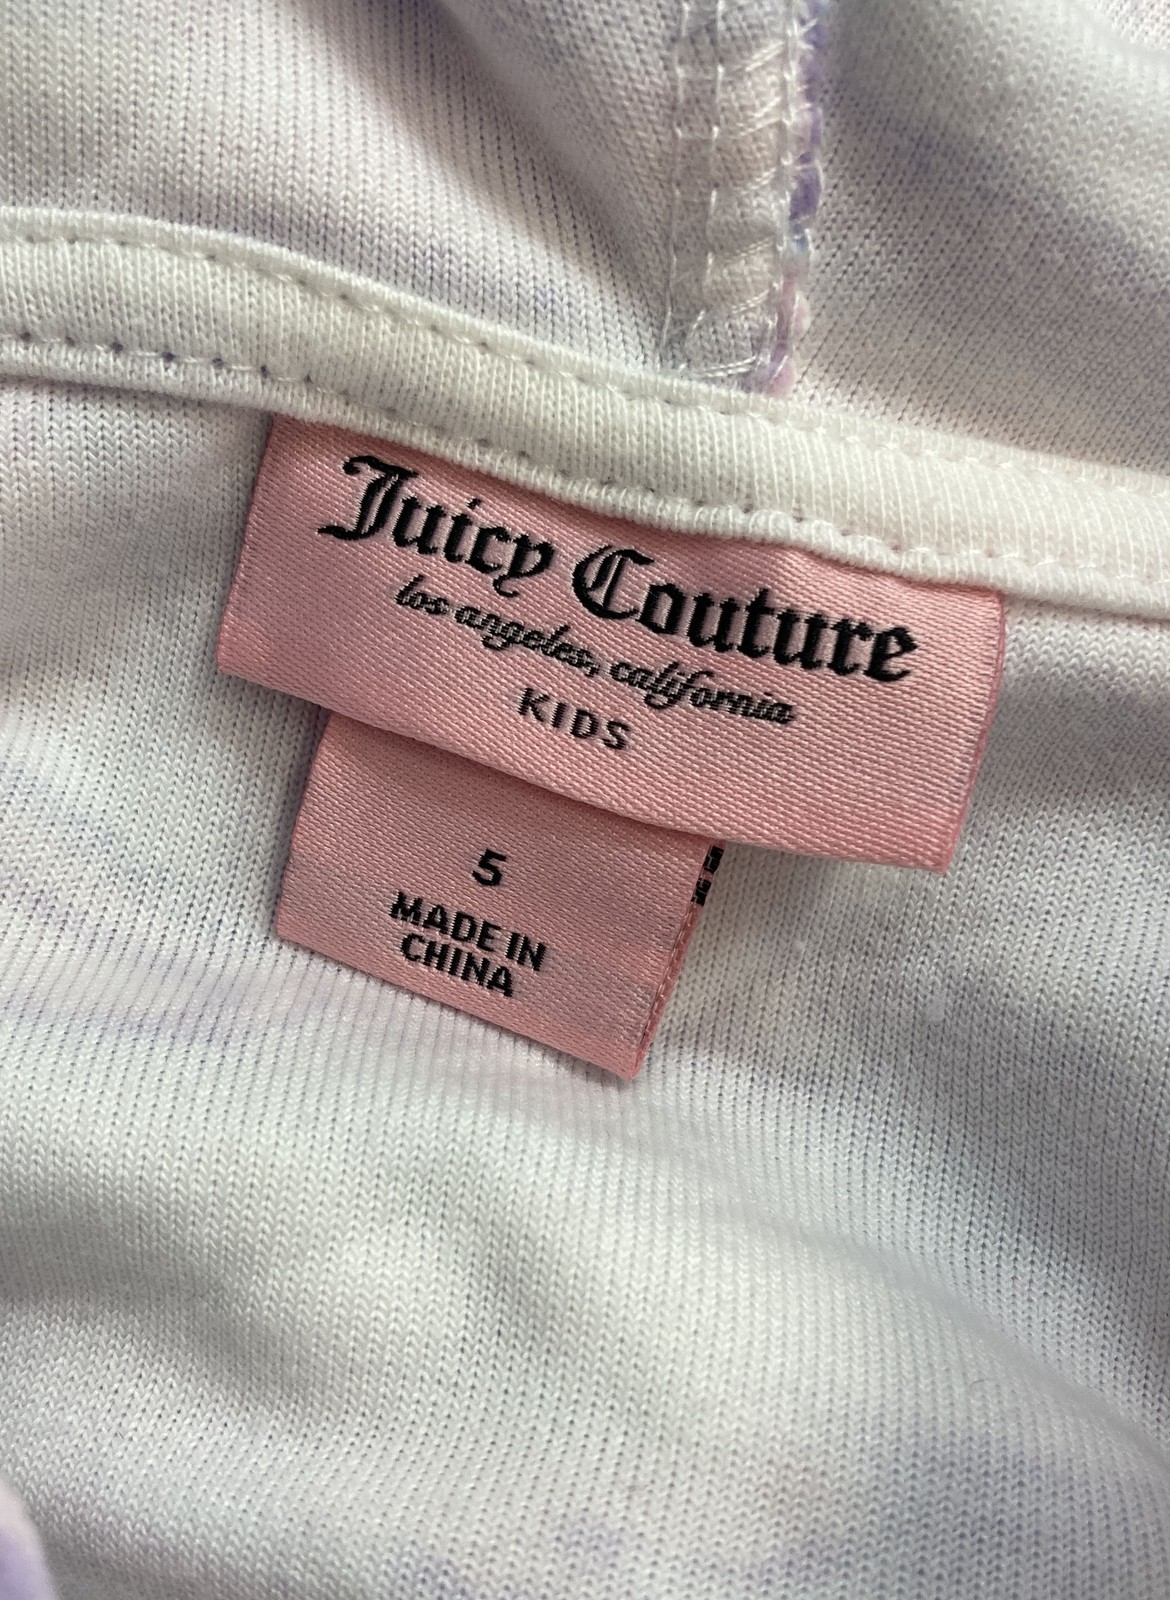 Juicy Couture
los angeles, california
KIDS
5
MADE IN
CHINA